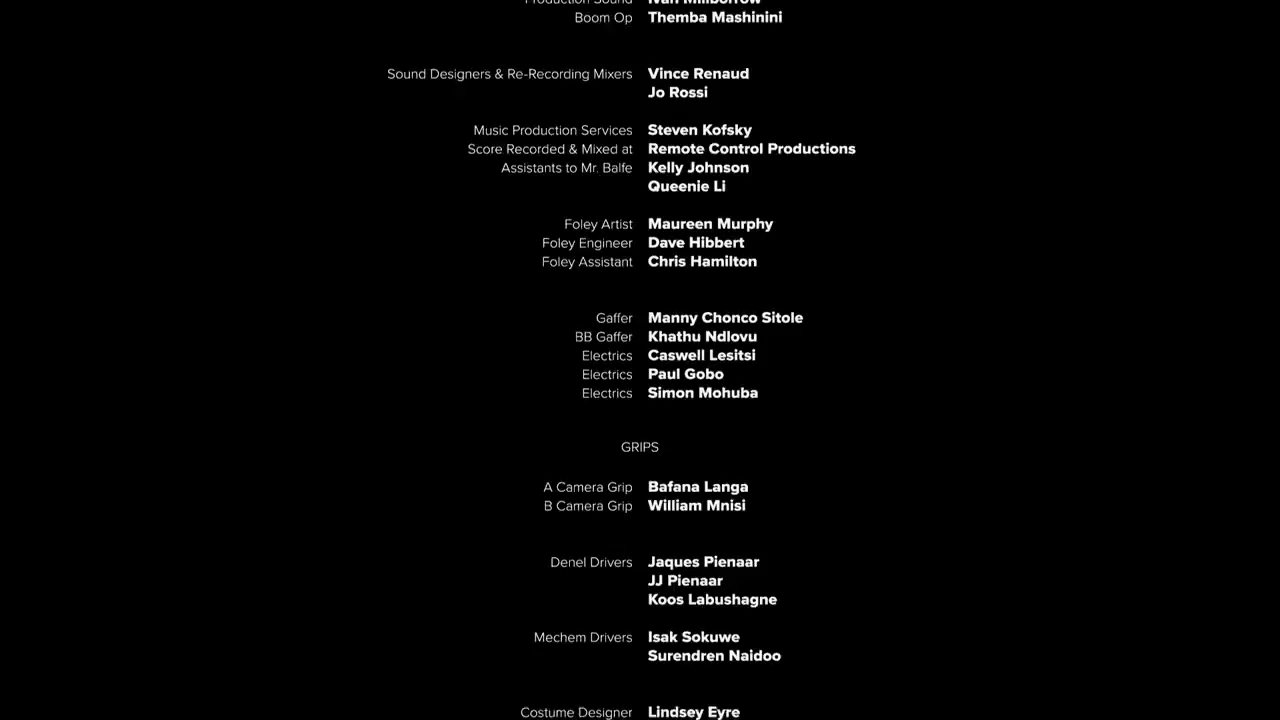 Production Sound Ivan Milborrow
Boom Op Themba Mashinini
Sound Designers & Re-Recording Mixers Vince Renaud
Jo Rossi
Music Production Services Steven Kofsky
Score Recorded & Mixed at Remote Control Productions
Assistants to Mr. Balfe Kelly Johnson
Queenie Li
Foley Artist Maureen Murphy
Foley Engineer Dave Hibbert
Foley Assistant Chris Hamilton
Gaffer Manny Chonco Sitole
BB Gaffer Khathu Ndlovu
Electrics Caswell Lesitsi
Electrics Paul Gobo
Electrics Simon Mohuba
GRIPS
A Camera Grip Bafana Langa
B Camera Grip William Mnisi
Denel Drivers Jaques Pienaar
JJ Pienaar
Koos Labushagne
Mechem Drivers Isak Sokuwe
Surendren Naidoo
Costume Designer Lindsey Eyre